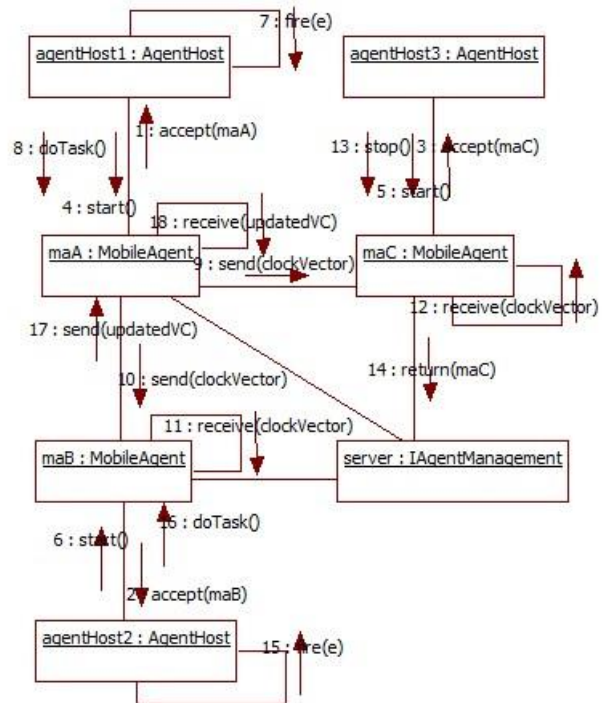 7 : fire(e)
agentHost1 : AgentHost
agentHost3 : AgentHost
1 : accept(maA)
8 : doTask()
13 : stop()
3 : accept(maC)
4 : start()
5 : start()
18 : receive(updatedVC)
maA : MobileAgent
maC : MobileAgent
9 : send(clockVector)
12 : receive(clockVector)
17 : send(updatedVC)
10 : send(clockVector)
14 : return(maC)
11 : receive(clockVector)
maB : MobileAgent
server : IAgentManagement
16 : doTask()
6 : start()
2 : accept(maB)
agentHost2 : AgentHost
15 : fire(e)